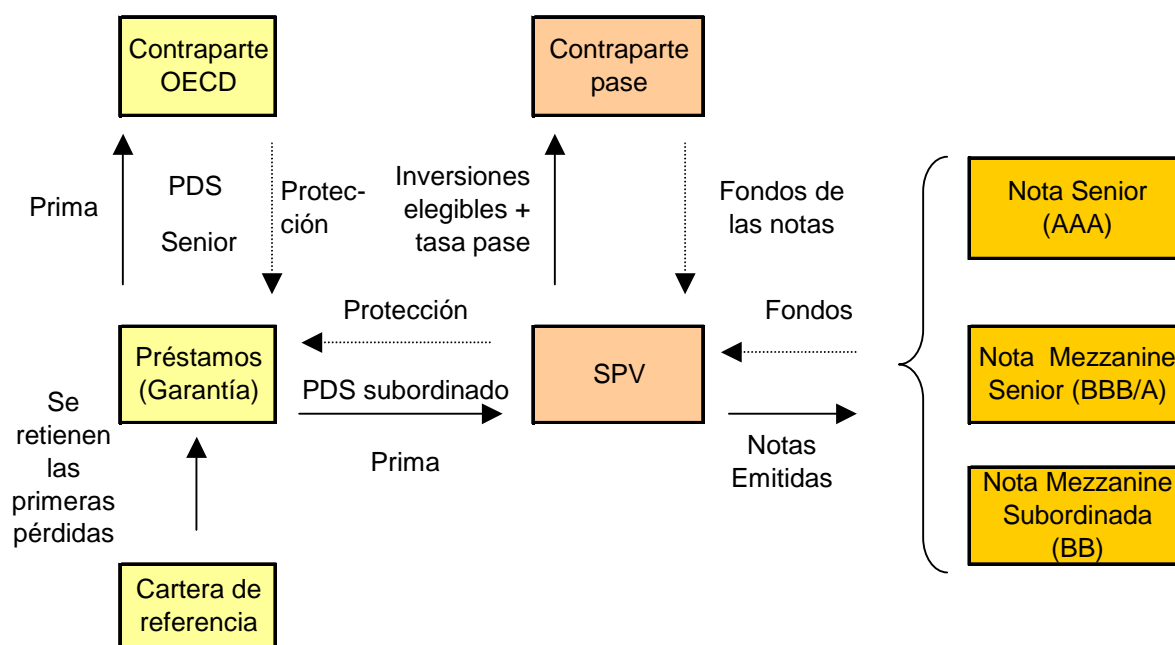 Contraparte
OECD
Contraparte
pase
Prima
PDS
Senior
Protec-
ción
Inversiones
elegibles +
tasa pase
Fondos de
las notas
Nota Senior
(AAA)
Protección
Fondos
Préstamos
(Garantía)
PDS subordinado
SPV
Nota Mezzanine
Senior (BBB/A)
Se
retienen
las
primeras
pérdidas
Prima
Notas
Emitidas
Nota Mezzanine
Subordinada
(BB)
Cartera de
referencia